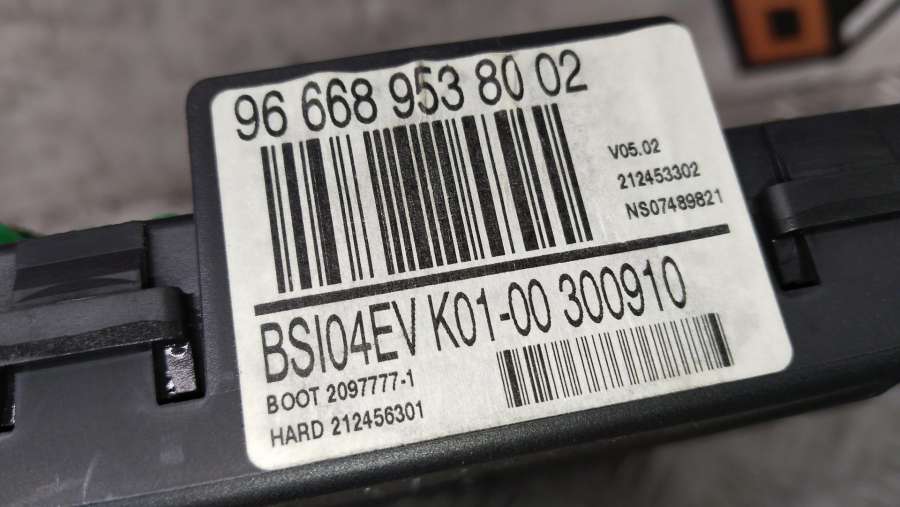 96 668 953 80 02
V05.02
212453302
NS07489821
BSI04EV K01-00 300910
BOOT 2097777-1
HARD 212456301